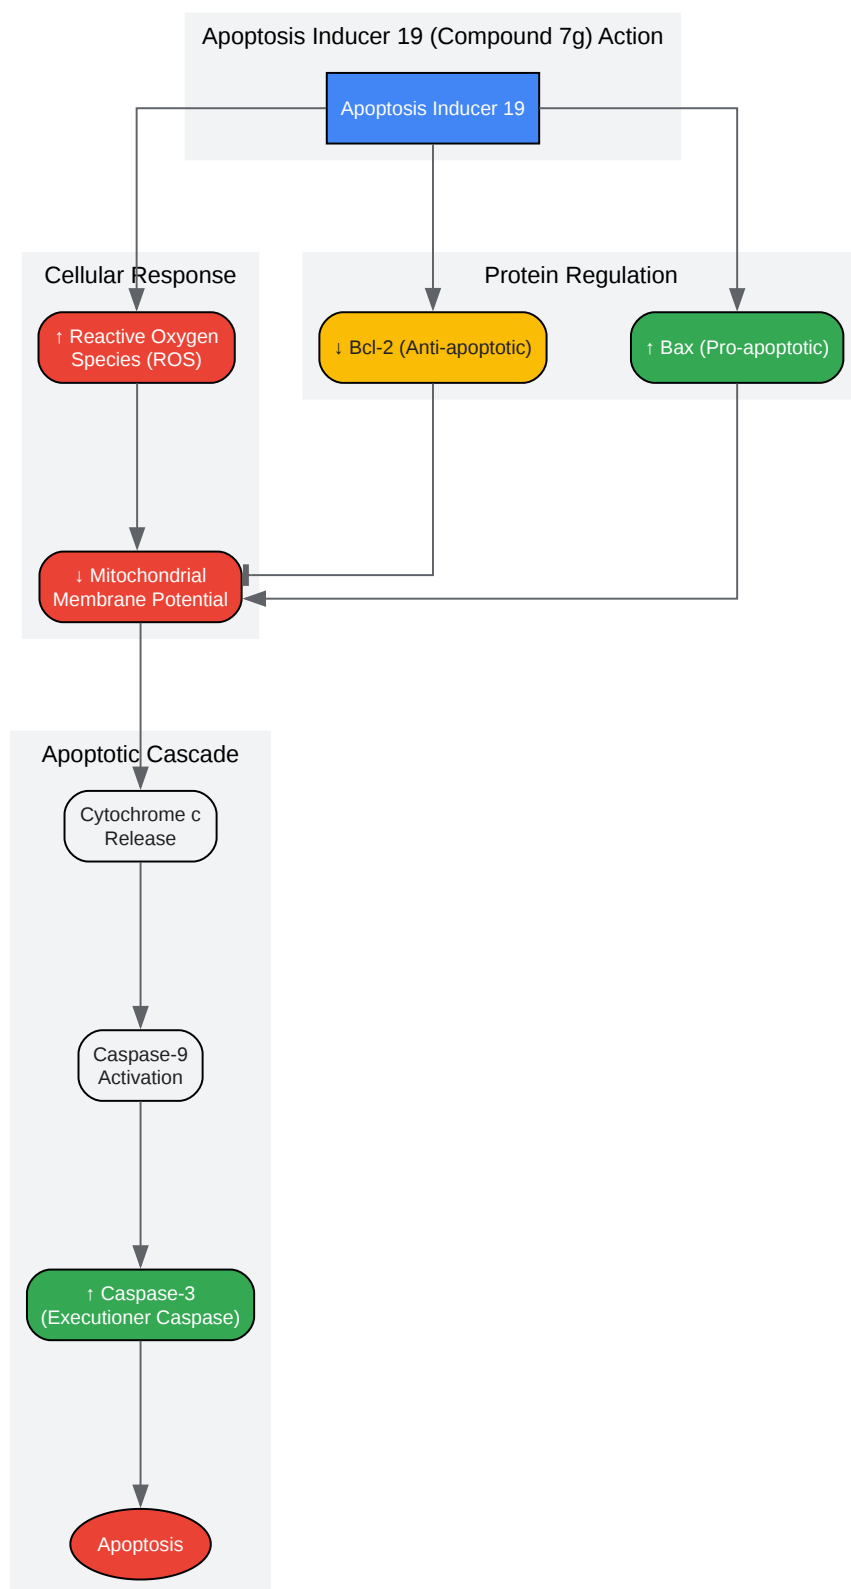 Apoptosis Inducer 19 (Compound 7g) Action
Apoptosis Inducer 19
Cellular Response
Protein Regulation
↑ Reactive Oxygen
Species (ROS)
↓ Bcl-2 (Anti-apoptotic)
↑ Bax (Pro-apoptotic)
↓ Mitochondrial
Membrane Potential
Apoptotic Cascade
Cytochrome c
Release
Caspase-9
Activation
↑ Caspase-3
(Executioner Caspase)
Apoptosis